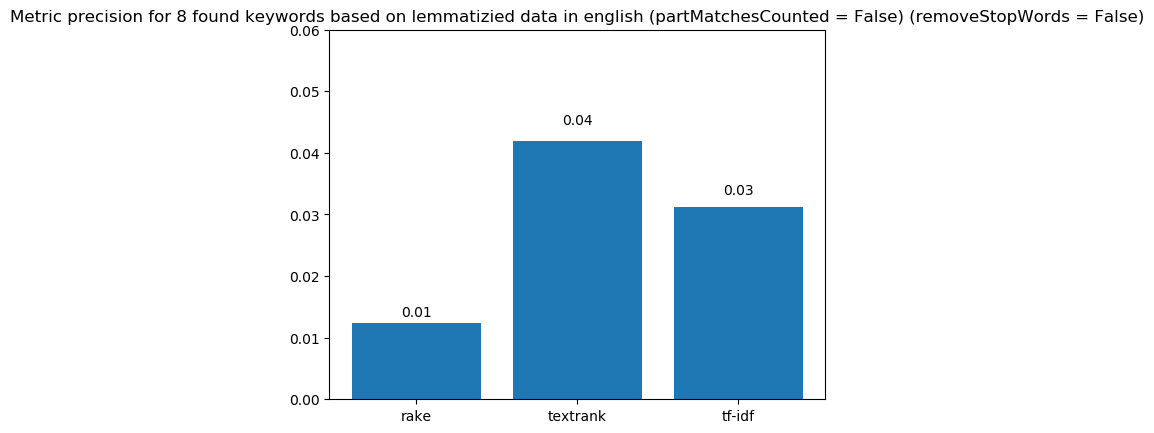 Metric precision for 8 found keywords based on lemmatizied data in english (partMatchesCounted = False) (removeStopWords = False)
0.06
0.05
0.04
0.03
0.02
0.01
0.00
0.01
0.04
0.03
rake
textrank
tf-idf